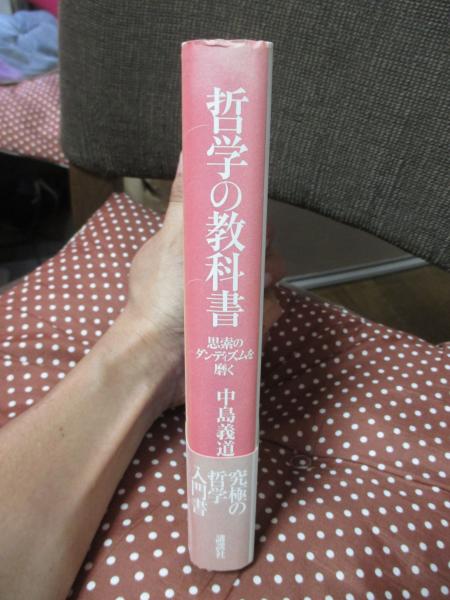 哲学の教科書
思索の
ダンディズムを
磨く
中島義道
究極の
哲学
入門書
講談社